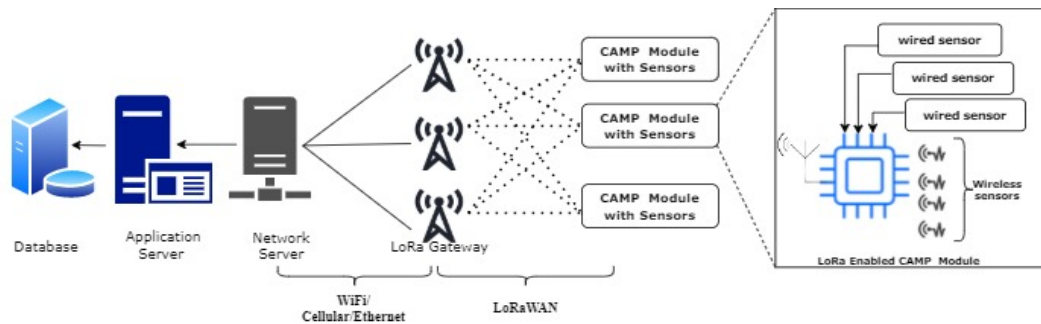 CAMP Module
with Sensors
CAMP Module
with Sensors
CAMP Module
with Sensors
wired sensor
wired sensor
wired sensor
Wireless
sensors
LoRa Enabled CAMP Module
Database
Application
Server
Network
Server
LoRa Gateway
WiFi/
Cellular/Ethernet
LoRaWAN